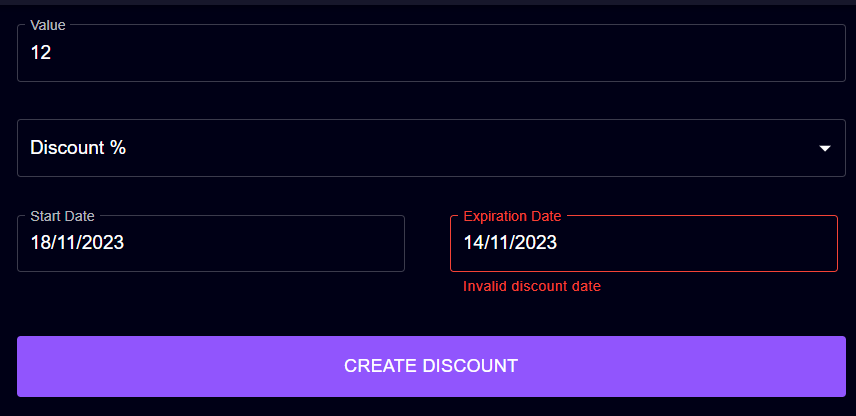 Value
12
Discount %
Start Date
18/11/2023
Expiration Date
14/11/2023
Invalid discount date
CREATE DISCOUNT